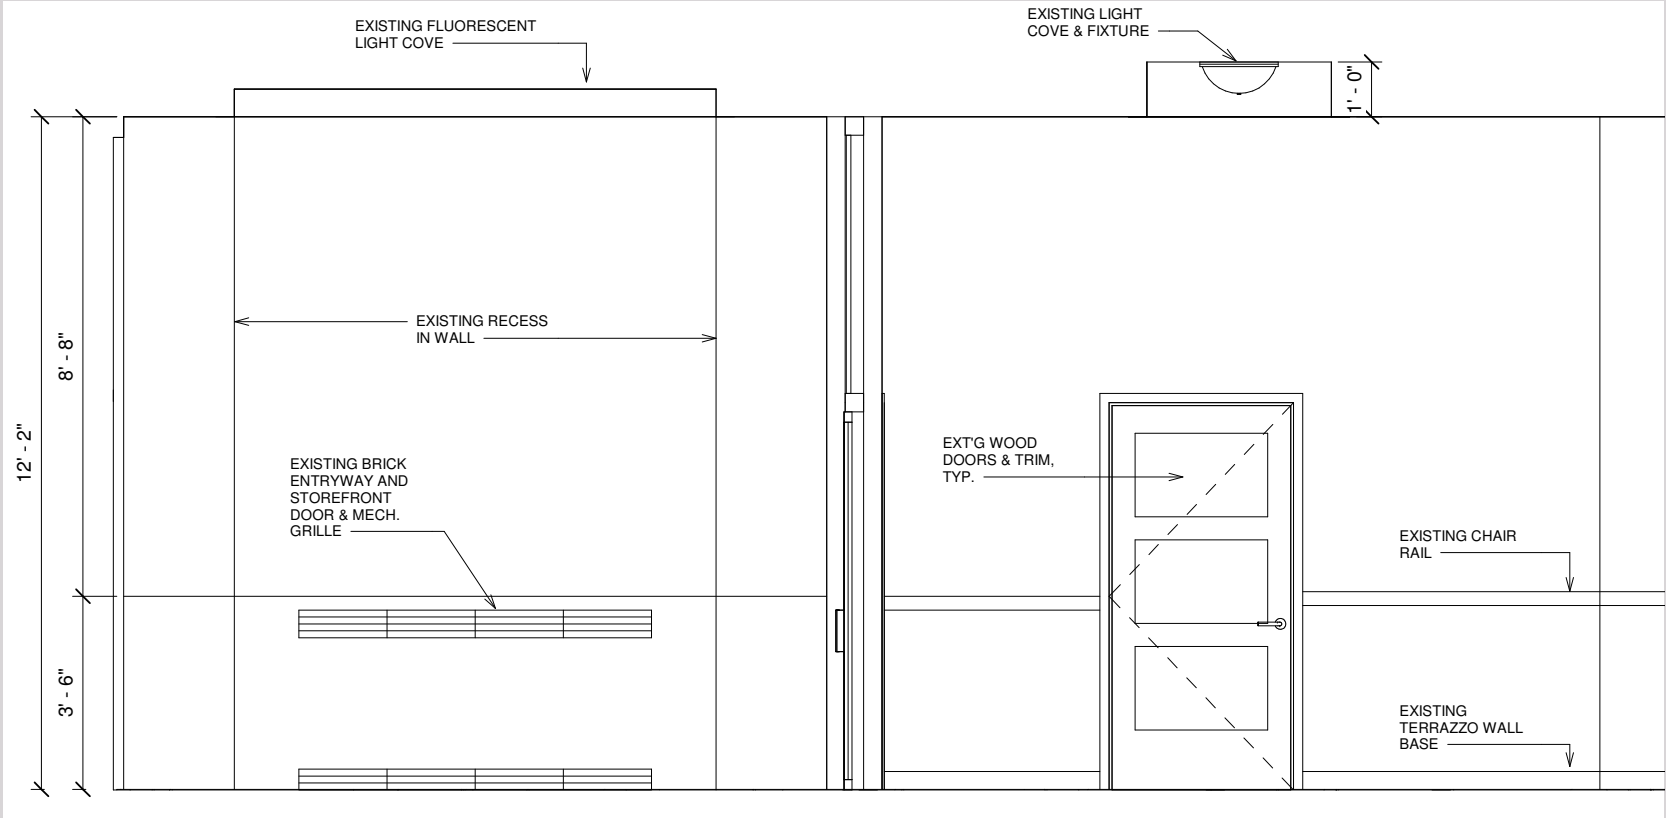 EXISTING FLUORESCENT
LIGHT COVE
EXISTING LIGHT
COVE & FIXTURE
1' - 0"
EXISTING RECESS
IN WALL
8' - 8"
12' - 2"
EXISTING BRICK
ENTRYWAY AND
STOREFRONT
DOOR & MECH.
GRILLE
EXT'G WOOD
DOORS & TRIM,
TYP.
EXISTING CHAIR
RAIL
3' - 6"
EXISTING
TERRAZZO WALL
BASE